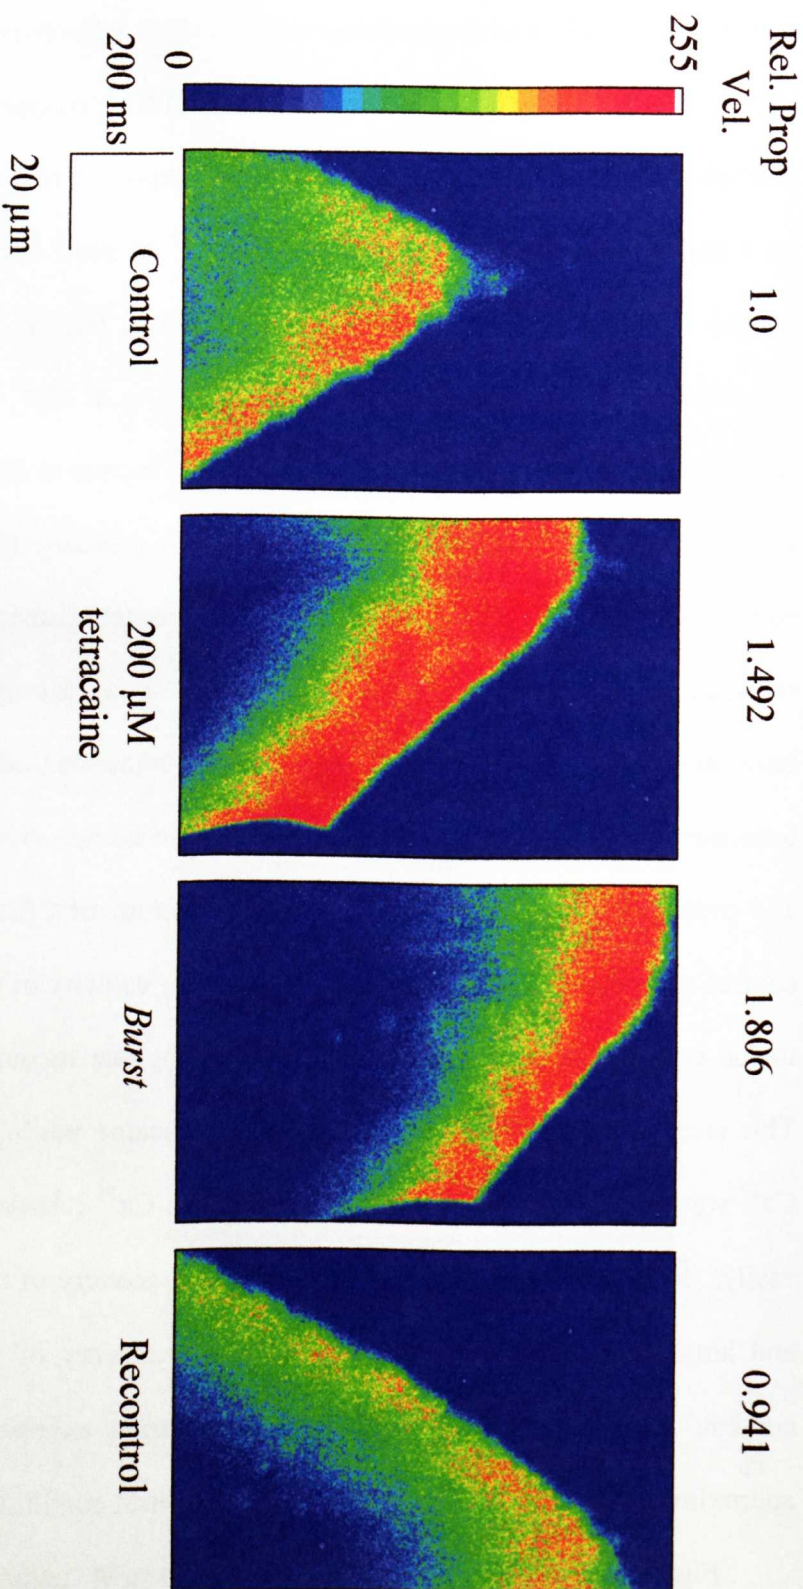 Rel. Prop
Vel.
1.0
1.492
1.806
0.941
255
0
200 ms
20 μm
Control
200 μM
tetracaine
Burst
Recontrol